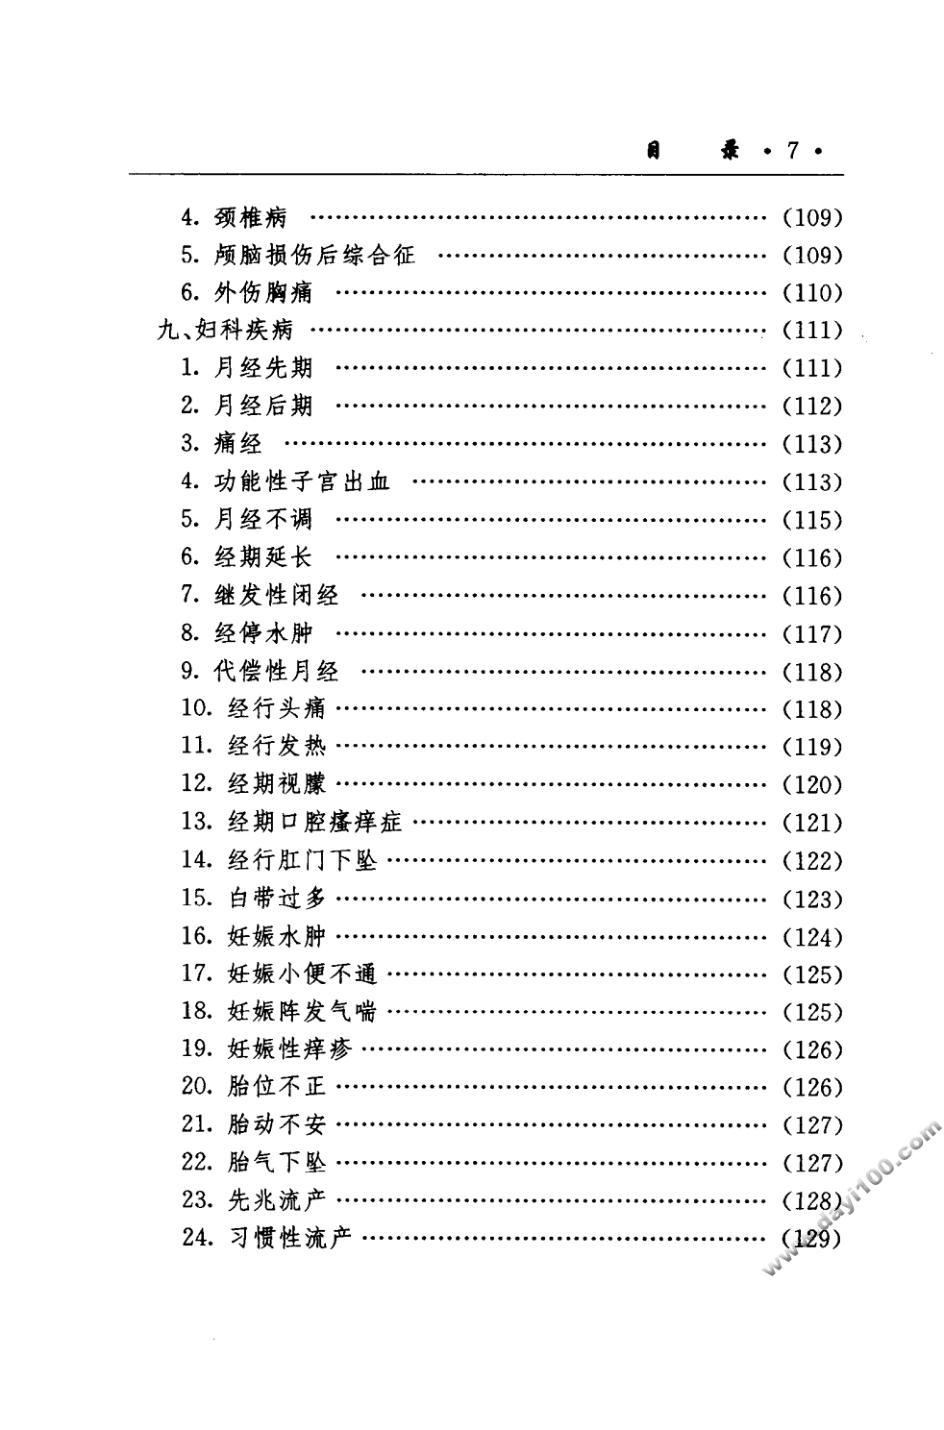 目 录 · 7 ·
4. 颈椎病 ……………………………………………… (109)
5. 颅脑损伤后综合征 ………………………………… (109)
6. 外伤胸痛 …………………………………………… (110)
九、妇科疾病 ……………………………………………… (111)
1. 月经先期 …………………………………………… (111)
2. 月经后期 …………………………………………… (112)
3. 痛经 ………………………………………………… (113)
4. 功能性子宫出血 …………………………………… (113)
5. 月经不调 …………………………………………… (115)
6. 经期延长 …………………………………………… (116)
7. 继发性闭经 ………………………………………… (116)
8. 经停水肿 …………………………………………… (117)
9. 代偿性月经 ………………………………………… (118)
10. 经行头痛 …………………………………………… (118)
11. 经行发热 …………………………………………… (119)
12. 经期视朦 …………………………………………… (120)
13. 经期口腔瘙痒症 …………………………………… (121)
14. 经行肛门下坠 ……………………………………… (122)
15. 白带过多 …………………………………………… (123)
16. 妊娠水肿 …………………………………………… (124)
17. 妊娠小便不通 ……………………………………… (125)
18. 妊娠阵发气喘 ……………………………………… (125)
19. 妊娠性痒疹 ………………………………………… (126)
20. 胎位不正 …………………………………………… (126)
21. 胎动不安 …………………………………………… (127)
22. 胎气下坠 …………………………………………… (127)
23. 先兆流产 …………………………………………… (128)
24. 习惯性流产 ………………………………………… (129)
www.dayi100.com